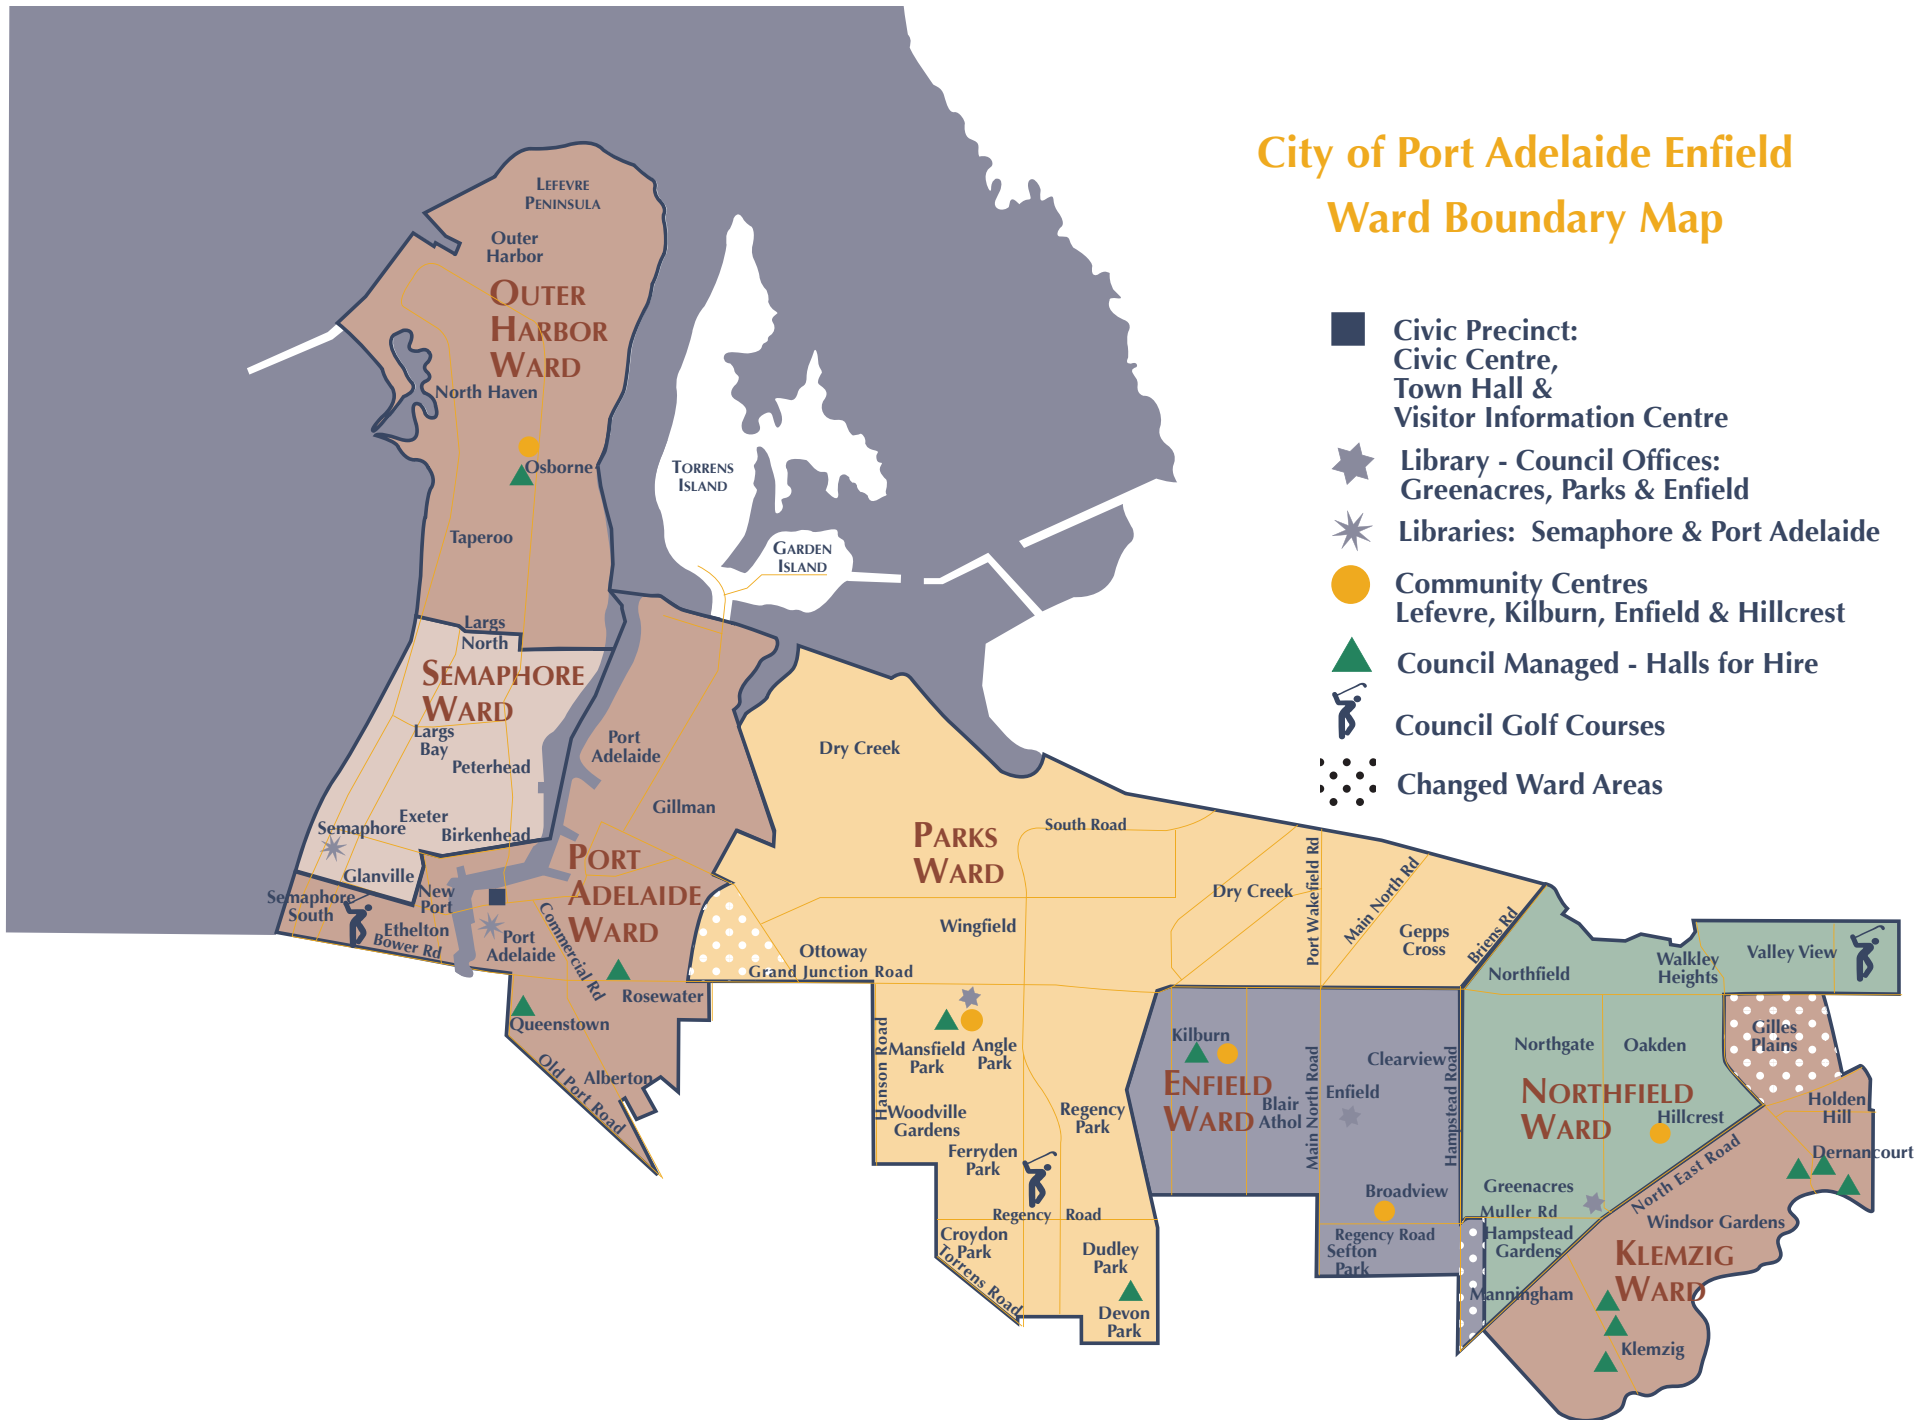 City of Port Adelaide Enfield
Ward Boundary Map
Civic Precinct:
Civic Centre,
Town Hall &
Visitor Information Centre
Library - Council Offices:
Greenacres, Parks & Enfield
Libraries: Semaphore & Port Adelaide
Community Centres
Lefevre, Kilburn, Enfield & Hillcrest
Council Managed - Halls for Hire
Council Golf Courses
Changed Ward Areas
LEFEVRE
PENINSULA
Outer
Harbor
OUTER
HARBOR
WARD
North Haven
Osborne
Taperoo
Largs
North
TORRENS
ISLAND
GARDEN
ISLAND
SEMAPHORE
WARD
Largs
Bay
Peterhead
Exeter
Semaphore
Birkenhead
Glanville
Semaphore
South
New
Port
Ethelton
Bower Rd
Port
Adelaide
Gillman
PORT
ADELAIDE
WARD
Port
Adelaide
Commercial Rd
Rosewater
Queenstown
Alberton
Old Port Road
Dry Creek
PARKS
WARD
South Road
Dry Creek
Port Wakefield Rd
Main North Rd
Gepps
Cross
Briens Rd
Wingfield
Ottoway
Grand Junction Road
Hanson Road
Mansfield
Park
Angle
Park
Woodville
Gardens
Ferryden
Park
Regency
Park
Regency Road
Croydon
Park
Torrens Road
Dudley
Park
Devon
Park
Kilburn
ENFIELD
WARD
Blair
Athol
Main North Road
Clearview
Enfield
Hampstead Road
Broadview
Regency Road
Sefton
Park
Northfield
Walkley
Heights
Valley View
Northgate
Oakden
Gilles
Plains
NORTHFIELD
WARD
Hillcrest
Holden
Hill
Dernancourt
North East Road
Greenacres
Muller Rd
Hampstead
Gardens
Windsor Gardens
KLEMZIG
WARD
Manningham
Klemzig